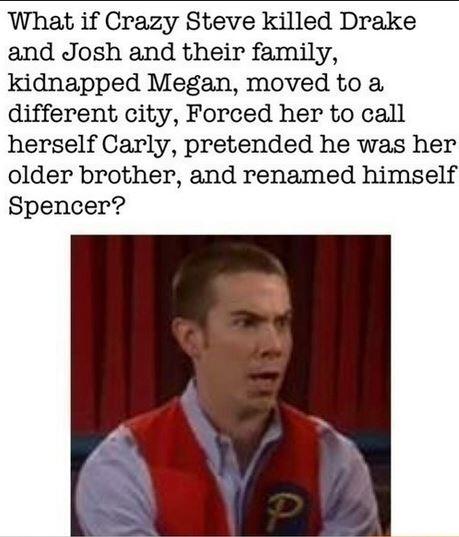 What if Crazy Steve killed Drake
and Josh and their family,
kidnapped Megan, moved to a
different city, Forced her to call
herself Carly, pretended he was her
older brother, and renamed himself
Spencer?
P